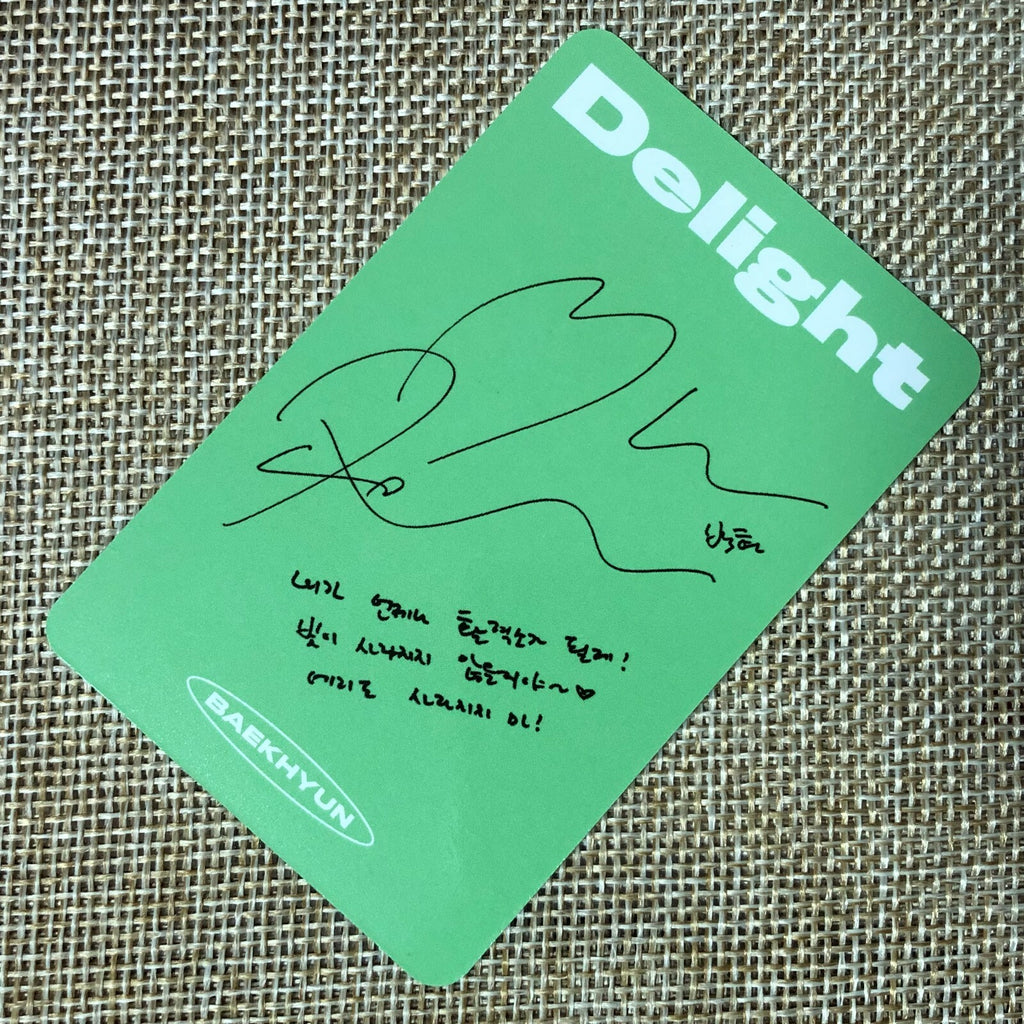 Delight
백현
내가 언제나 활력소가 될게!
빛이 사라지지 않을거야~♡
에리도 사라지지 마!
BAEKHYUN